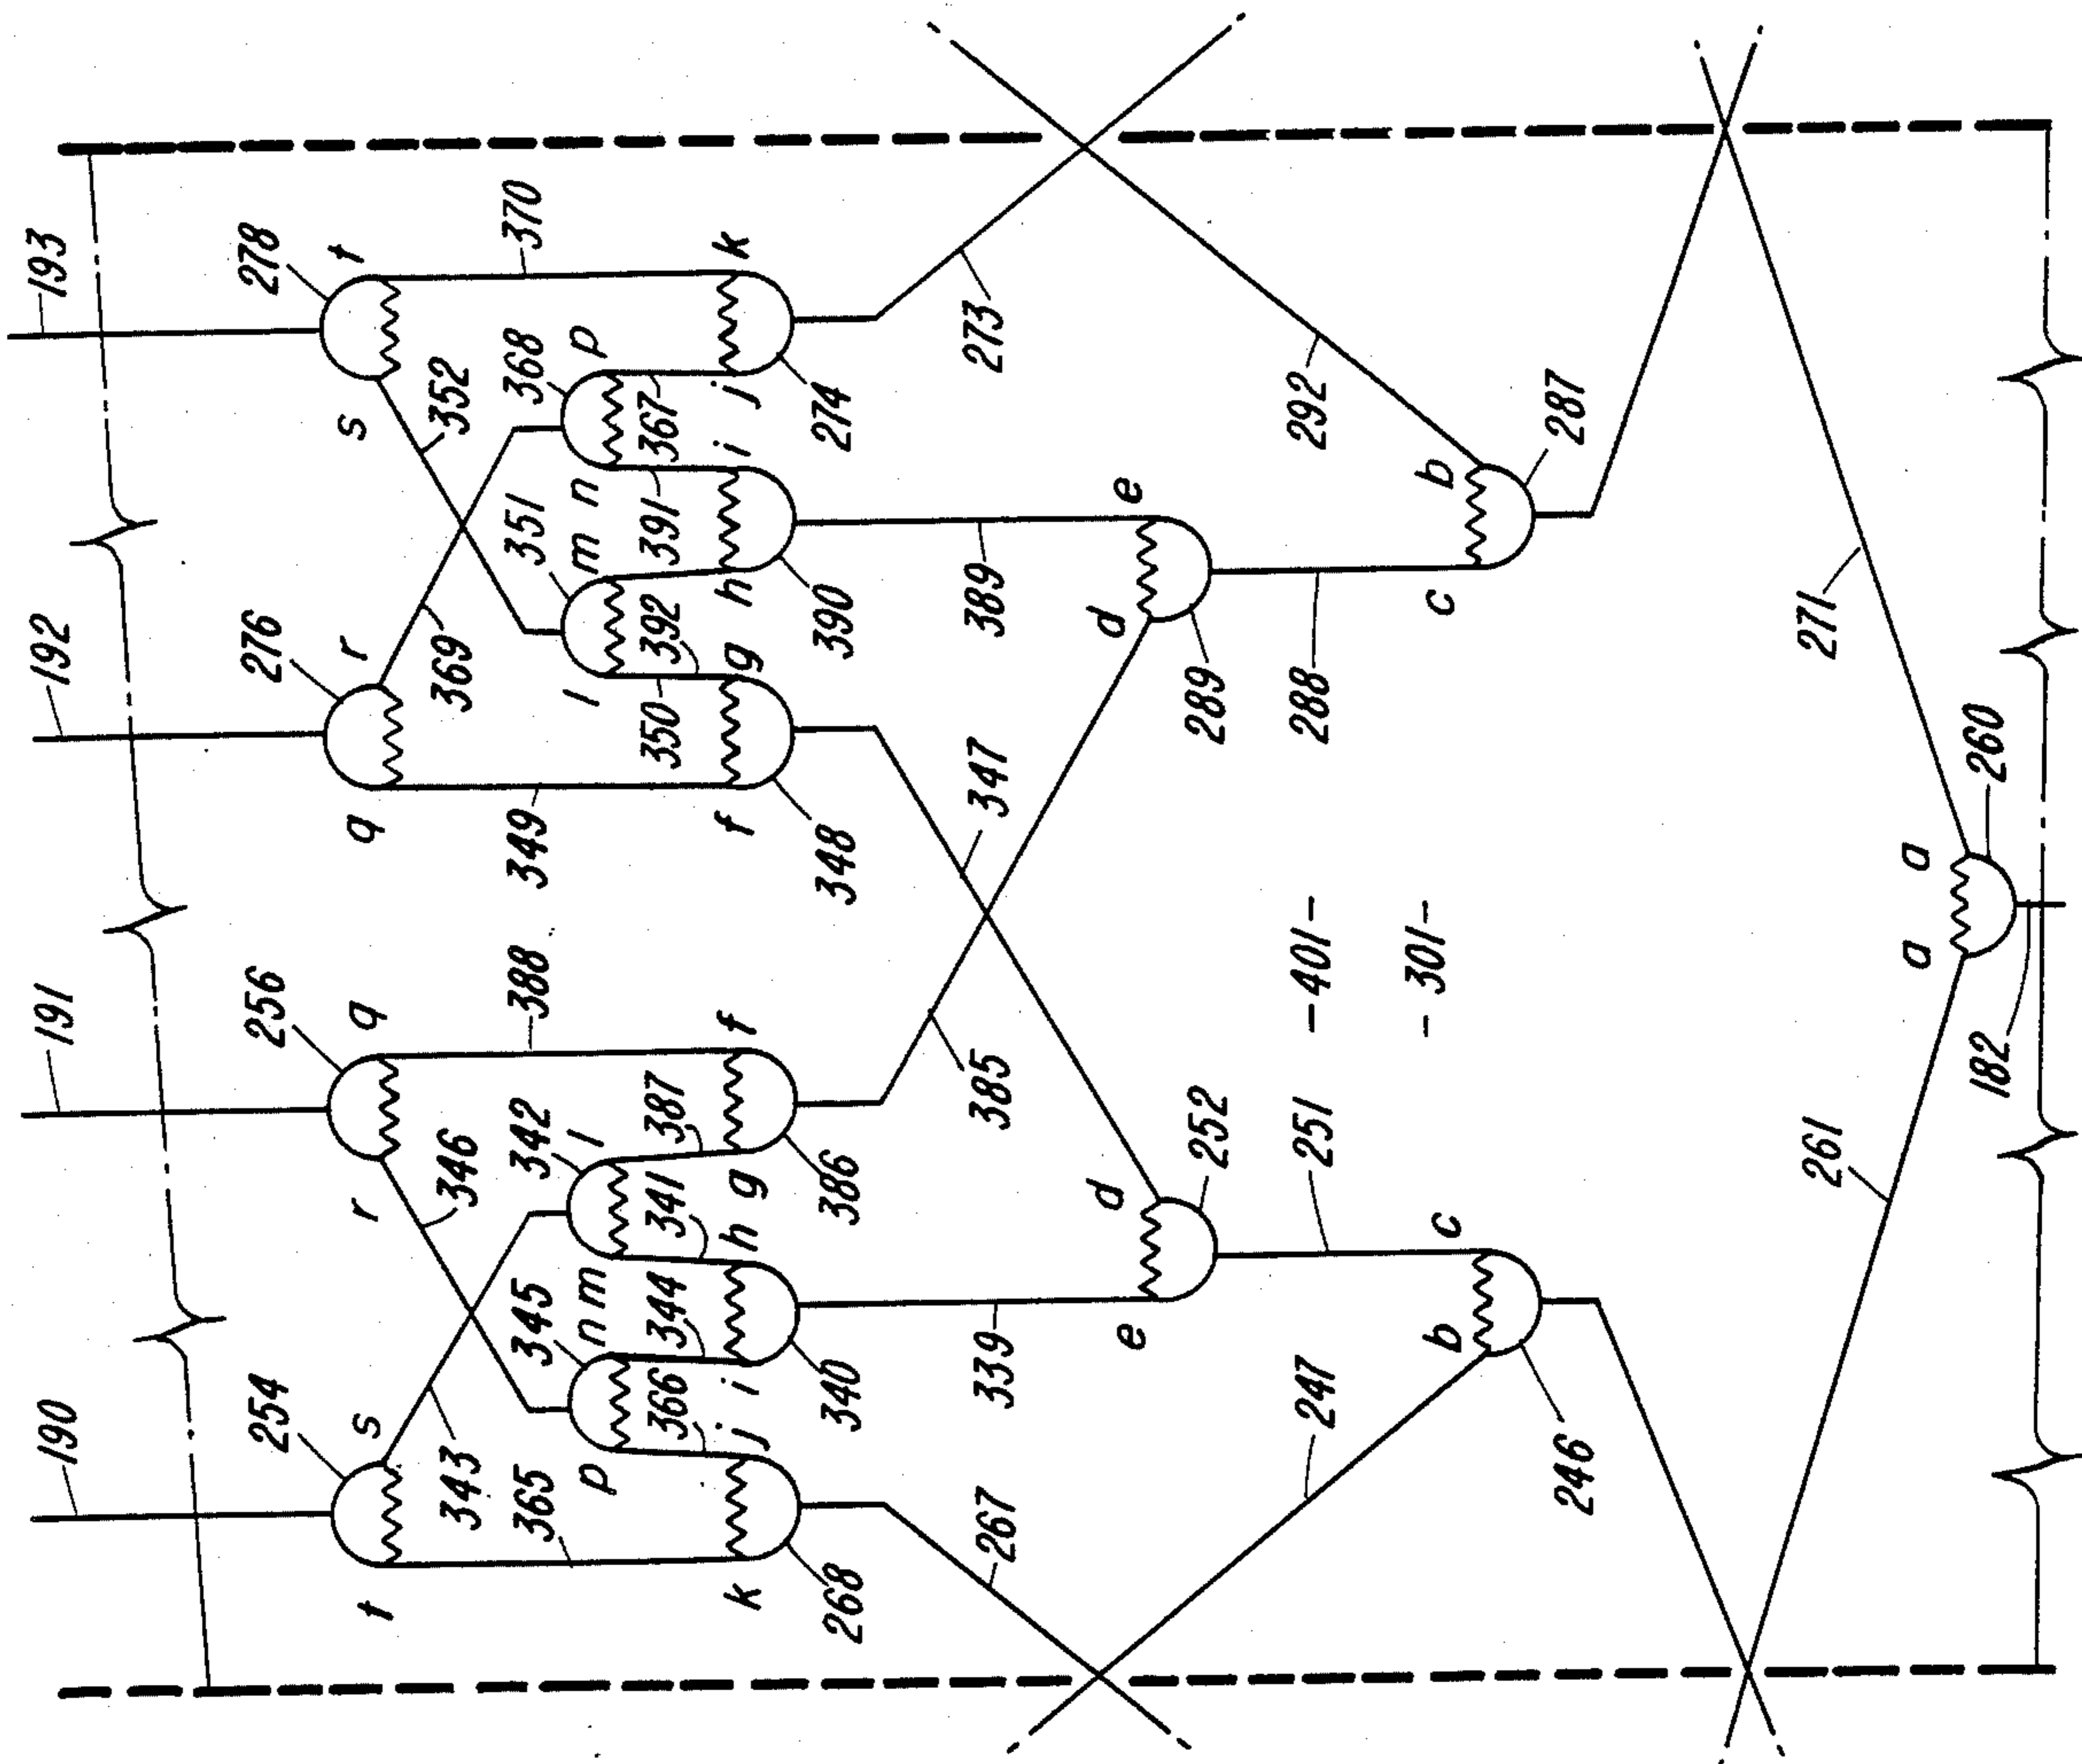 190 191 192 193
254 256 276 278
t s r q q r s t
343 346 369 352
365 388 349 370
345 342 351 368
p n m l l m n p
366 344 341 387 350 392 391 367
k j i h g f f g h i j k
268 340 386 348 390 274
267 339 385 347 389 273
e d d e
252 289
247 251 -401- 288 292
-301-
b c c b
246 287
261 271
a a
182 260